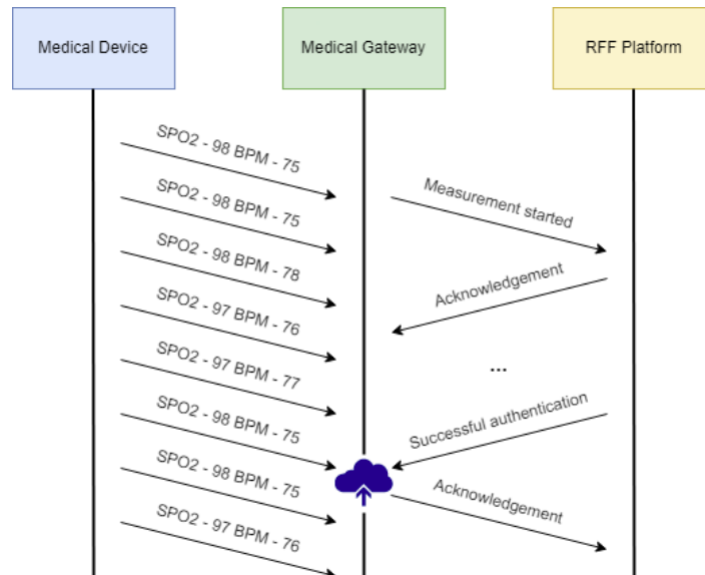 Medical Device
Medical Gateway
RFF Platform
SPO2 - 98 BPM - 75
SPO2 - 98 BPM - 75
Measurement started
SPO2 - 98 BPM - 78
Acknowledgement
SPO2 - 97 BPM - 76
SPO2 - 97 BPM - 77
...
SPO2 - 98 BPM - 75
Successful authentication
SPO2 - 98 BPM - 75
Acknowledgement
SPO2 - 97 BPM - 76